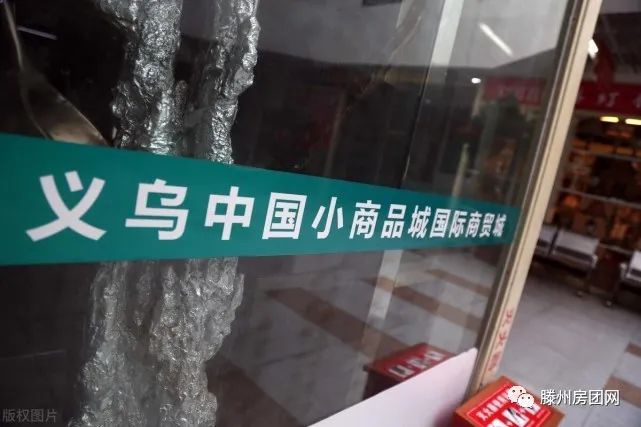 义乌中国小商品城国际商贸城
灯
版权图片
滕州房团网